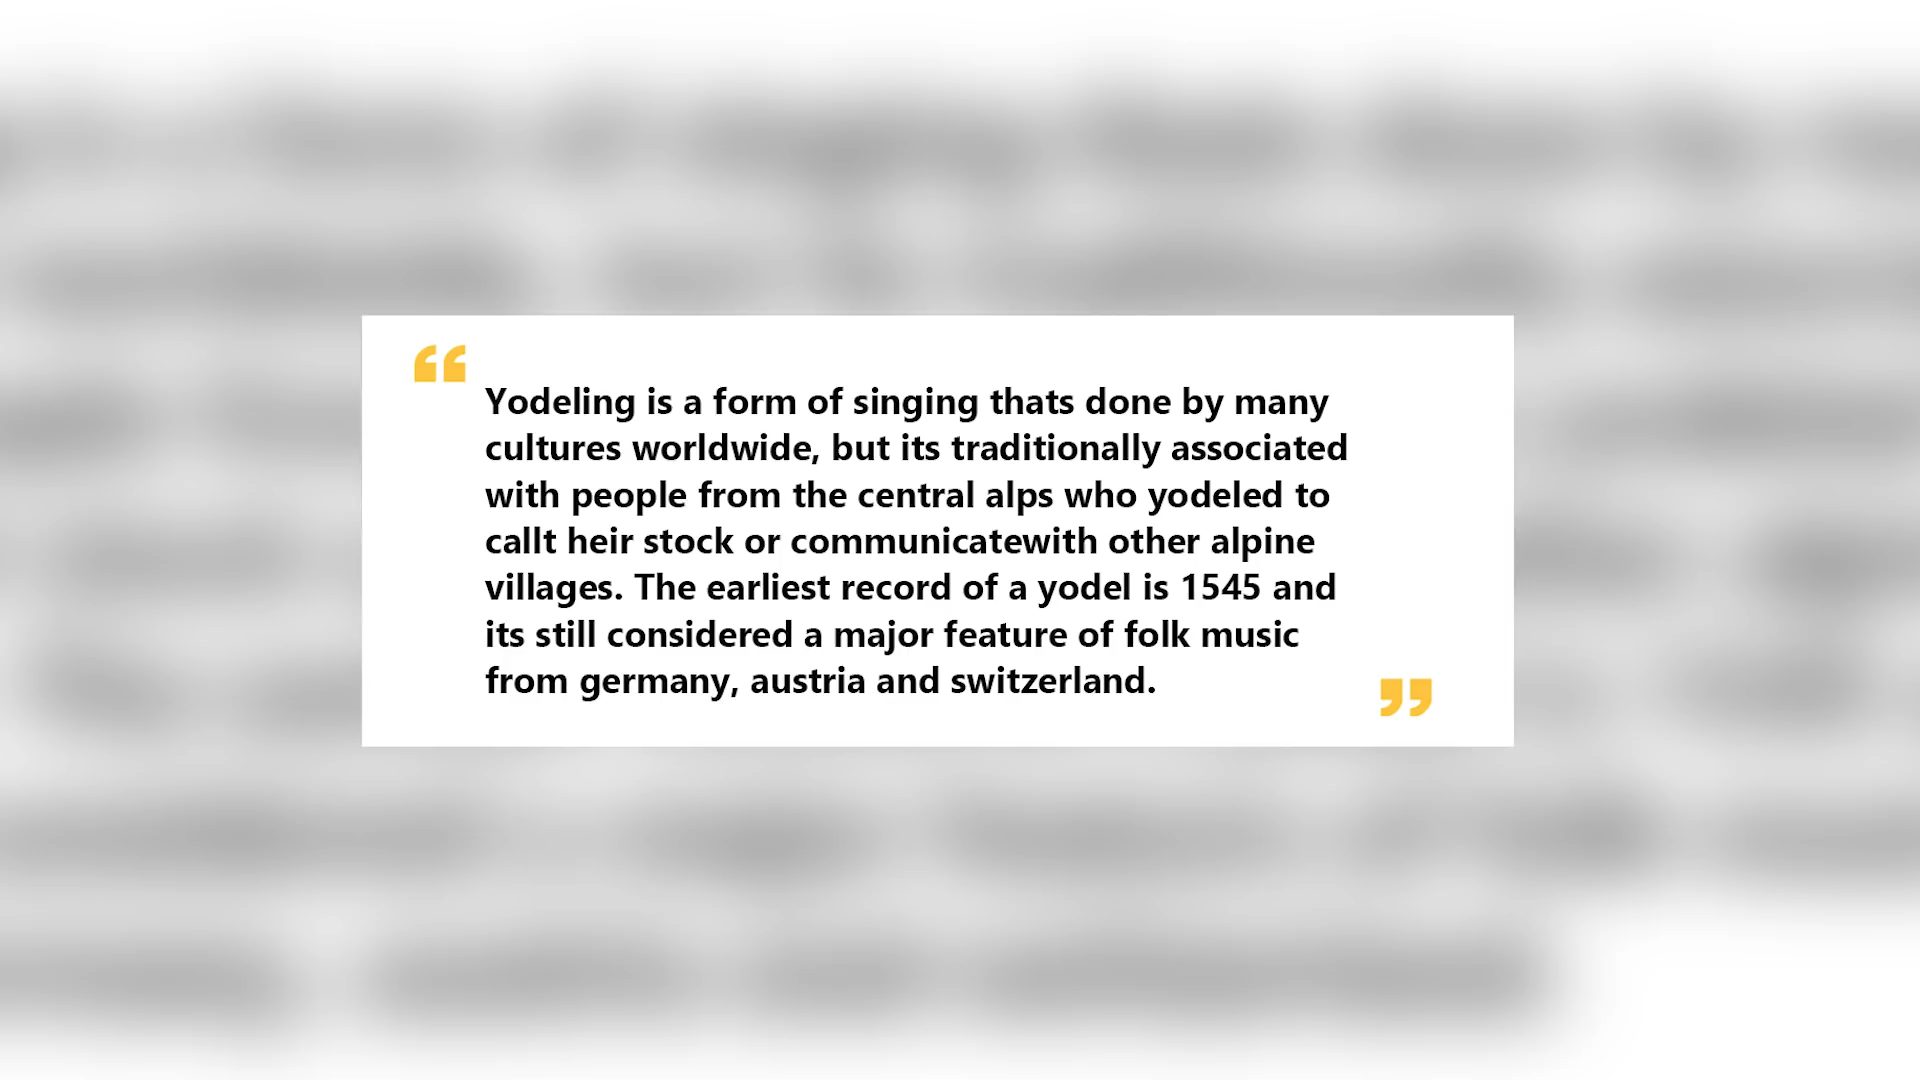 Yodeling is a form of singing thats done by many
cultures worldwide, but its traditionally associated
with people from the central alps who yodeled to
callt heir stock or communicatewith other alpine
villages. The earliest record of a yodel is 1545 and
its still considered a major feature of folk music
from germany, austria and switzerland.